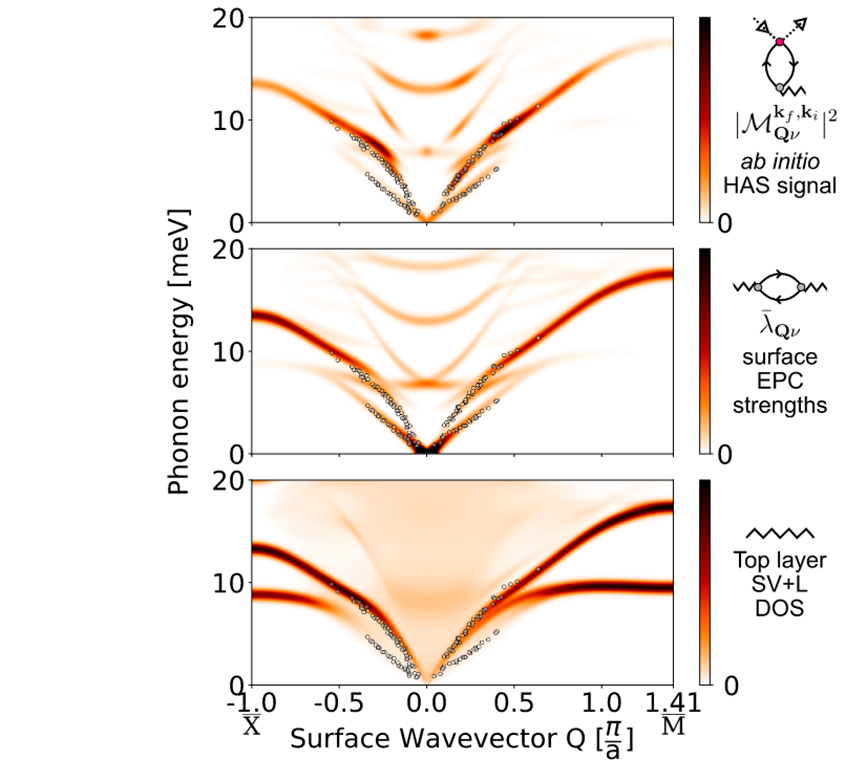 20
10
0
0
|𝓜^{𝐤_f,𝐤_i}_{𝐐ν}|²
ab initio
HAS signal
Phonon energy [meV]
20
10
0
0
λ̄_{𝐐ν}
surface
EPC
strengths
20
10
0
0
Top layer
SV+L
DOS
-1.0 -0.5 0.0 0.5 1.0 1.41
X̅ M̅
Surface Wavevector Q [π/a]